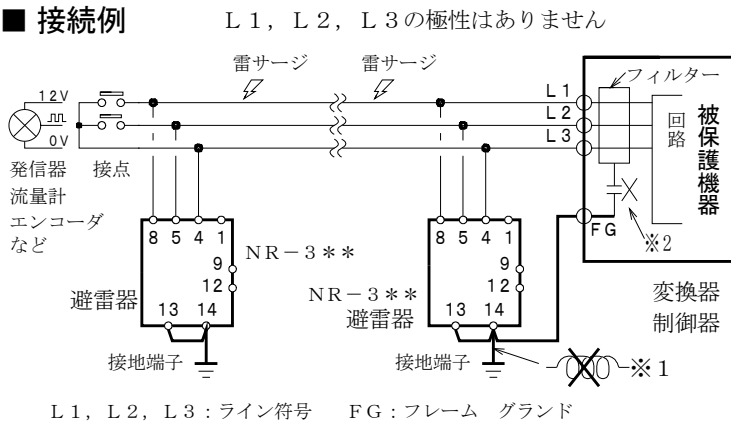 ■ 接続例 L1,L2,L3の極性はありません
雷サージ 雷サージ フィルター
12V L1
L2
0V L3
回路
被保護機器
発信器 接点
流量計
エンコーダ
など
FG ※2
8 5 4 1
9
12
13 14
NR-3**
避雷器
接地端子
8 5 4 1
9
12
13 14
NR-3**
避雷器
接地端子
変換器
制御器
※1
L1,L2,L3:ライン符号 FG:フレーム グランド